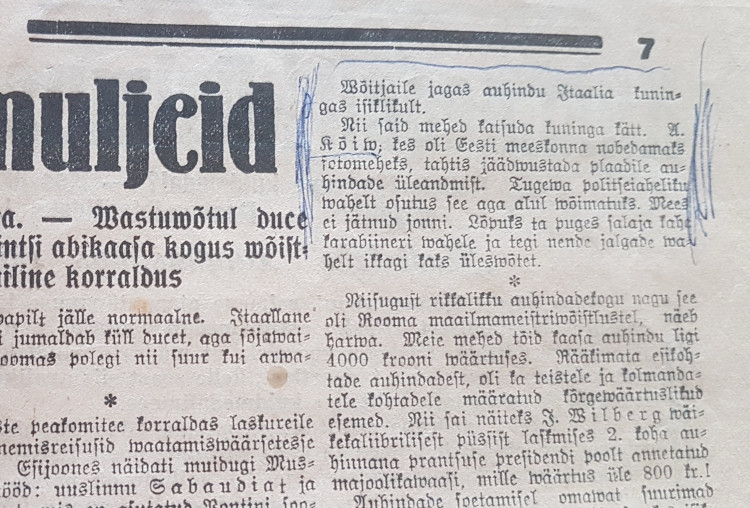 7
muljeid
a. — Wastuwõtul duce
intsi abikaasa kogus wõist-
iline korraldus
apilt jälle normaalne. Itaallane
i jumaldab küll ducet, aga sõjawai-
oomas polegi nii suur kui arwa-
*
ste peakomitee korraldas laskureile
nemisreisusid waatamiswäärsetesse
Esijoones näidati muidugi Mus-
ööd: uuslinnu Sabaudiat ja
Wõitjaile jagas auhindu Itaalia kunin-
gas isiklikult.
Nii said mehed katsuda kuninga kätt. A.
Kõiw, kes oli Eesti meeskonna nobedamaks
fotomeheks, tahtis jäädwustada plaadile au-
hindade üleandmist. Tugewa politseiaheliku
wahelt osutus see aga alul wõimatuks. Mees
ei jätnud jonni. Lõpuks ta puges salaja kahe
karabiineri wahele ja tegi nende jalgade wa-
helt ikkagi kaks üleswõtet.
*
Niisugust rikkalikku auhindadekogu nagu see
oli Rooma maailmameistriwõistlustel, näeb
harwa. Meie mehed tõid kaasa auhindu ligi
4000 krooni wäärtuses. Rääkimata esikoh-
tade auhindadest, oli ka teistele ja kolmanda-
tele kohtadele määratud kõrgewäärtuslikud
esemed. Nii sai näiteks J. Wilberg wäi-
kekaliibrilisest püssist laskmises 2. koha au-
hinnana prantsuse presidendi poolt annetatud
majoolikawaasi, mille wäärtus üle 800 kr.!
Auhindade soetamisel omawat suurimad